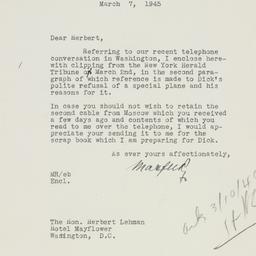 March 7, 1945
Dear Herbert,
Referring to our recent telephone
conversation in Washington, I enclose here-
with clipping from the New York Herald
Tribune of March 2nd, in the second para-
graph of which reference is made to Dick's
polite refusal of a special plane and his
reasons for it.
In case you should not wish to retain the
second cable from Moscow which you received
a few days ago and contents of which you
read to me over the telephone, I would ap-
preciate your sending it to me for the
scrap book which I am preparing for Dick.
As ever yours affectionately,
MR/eb
Encl.
The Hon. Herbert Lehman
Hotel Mayflower
Washington, D.C.
3/10/45